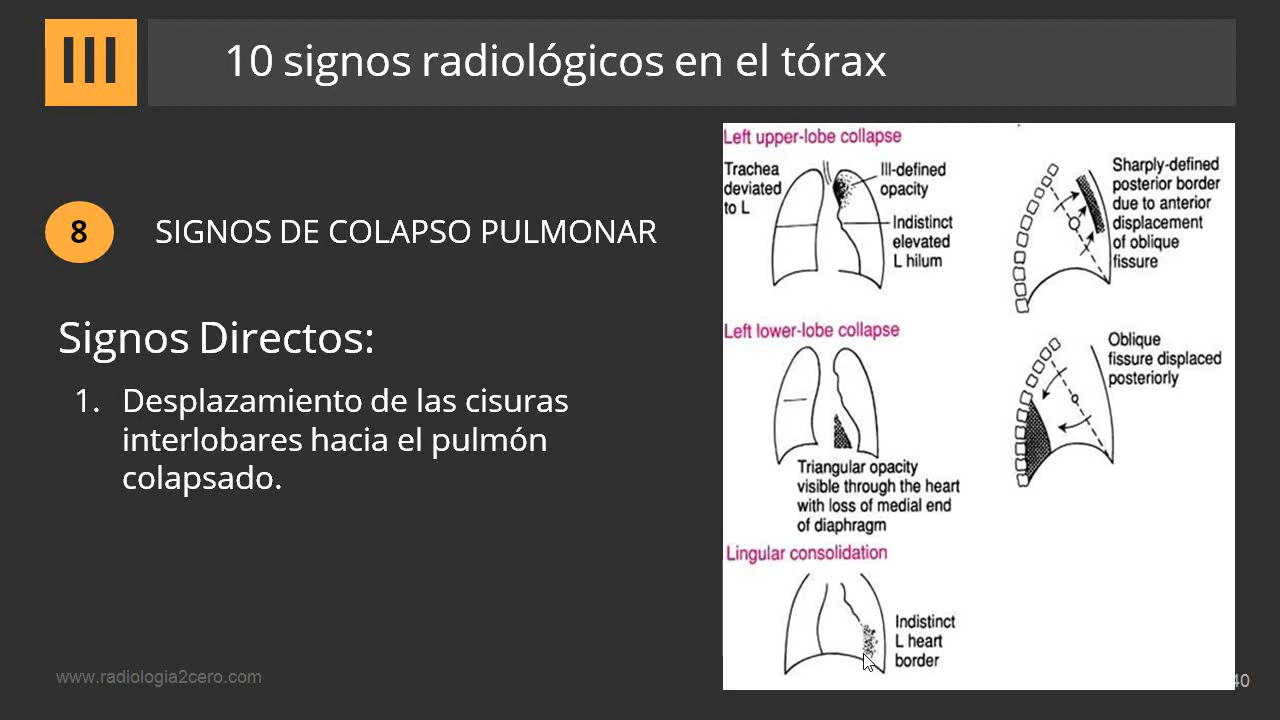 III
10 signos radiológicos en el tórax
8
SIGNOS DE COLAPSO PULMONAR
Signos Directos:
1. Desplazamiento de las cisuras
interlobares hacia el pulmón
colapsado.
Left upper-lobe collapse
Trachea
deviated
to L
Ill-defined
opacity
Indistinct
elevated
L hilum
Sharply-defined
posterior border
due to anterior
displacement
of oblique
fissure
Left lower-lobe collapse
Oblique
fissure displaced
posteriorly
Triangular opacity
visible through the heart
with loss of medial end
of diaphragm
Lingular consolidation
Indistinct
L heart
border
www.radiologia2cero.com
40